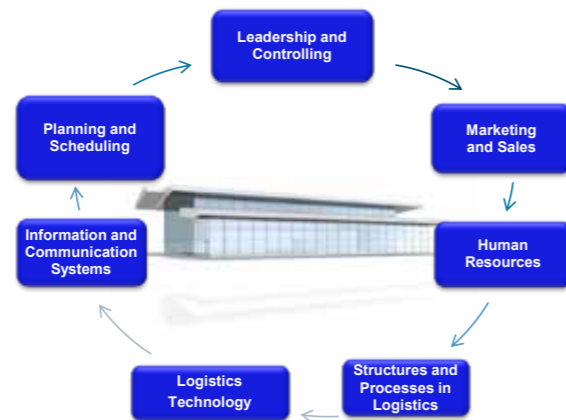 Leadership and
Controlling
Marketing
and Sales
Human
Resources
Structures and
Processes in
Logistics
Logistics
Technology
Information and
Communication
Systems
Planning and
Scheduling